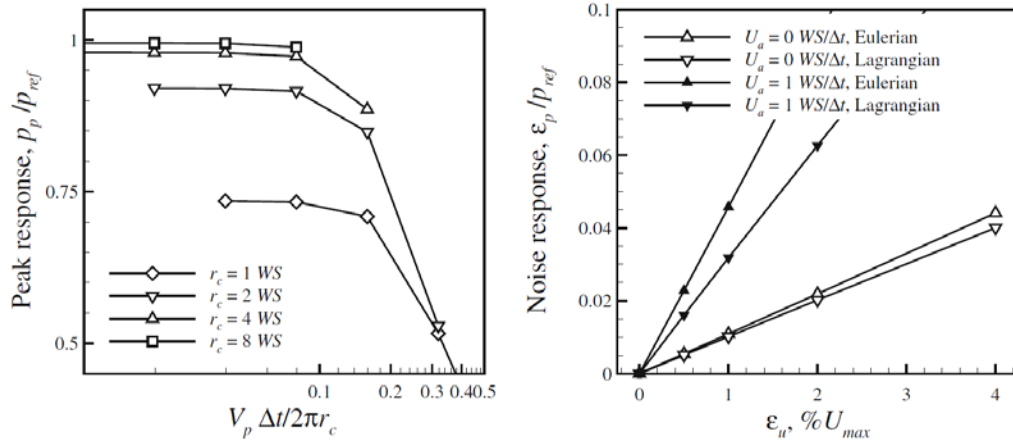 1
0.75
0.5
Peak response, p_p/p_ref
r_c = 1 WS
r_c = 2 WS
r_c = 4 WS
r_c = 8 WS
0.1
0.2
0.3
0.4
0.5
V_p Δt/2πr_c
0.1
0.08
0.06
0.04
0.02
0
Noise response, ε_p/p_ref
U_a = 0 WS/Δt, Eulerian
U_a = 0 WS/Δt, Lagrangian
U_a = 1 WS/Δt, Eulerian
U_a = 1 WS/Δt, Lagrangian
0
1
2
3
4
ε_u, %U_max